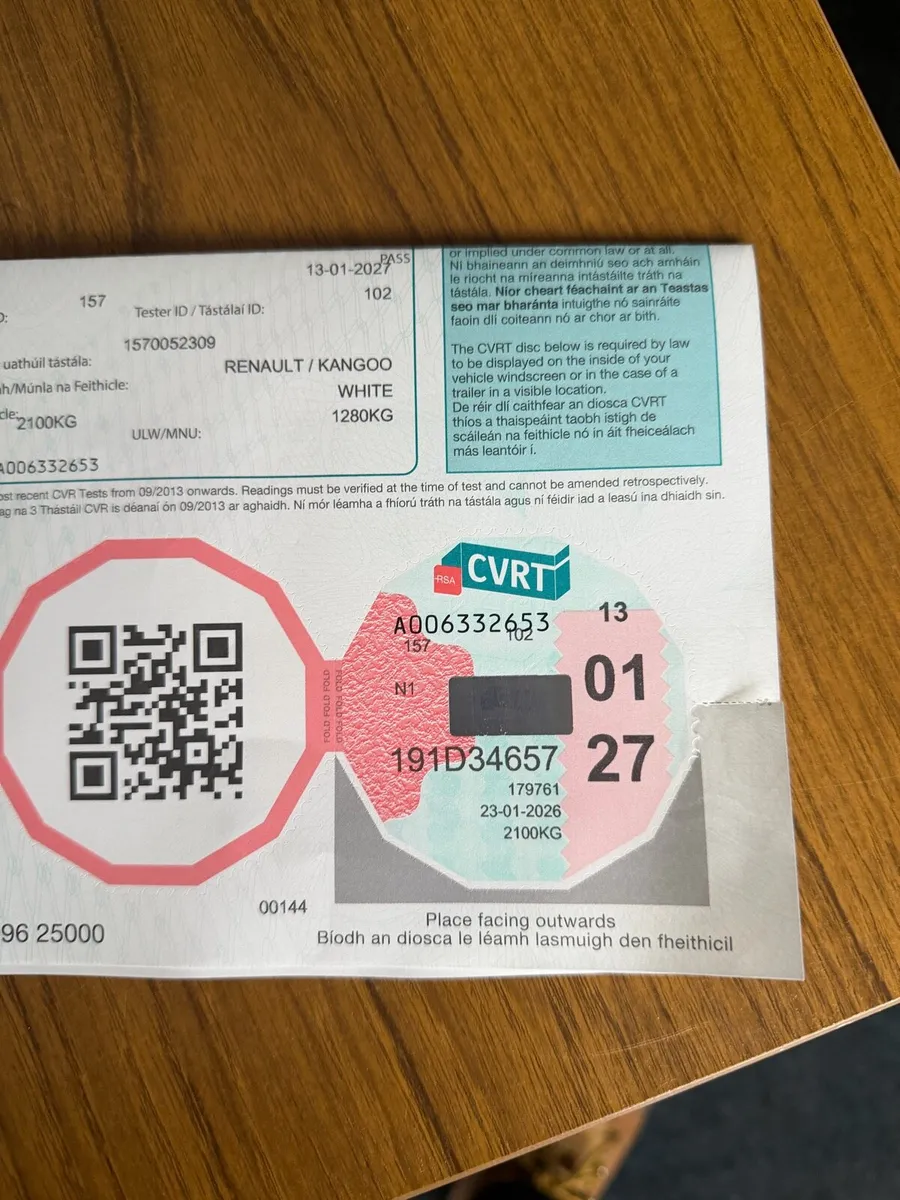 PASS
13-01-2027
157
Tester ID / Tástálaí ID:
102
1570052309
uathúil tástála:
RENAULT / KANGOO
h/Múnla na Feithicle:
WHITE
cle:
2100KG
ULW/MNU:
1280KG
A006332653
or implied under common law or at all.
Ní bhaineann an deimhniú seo ach amháin
le riocht na míreanna intástáilte tráth na
tástála. Níor cheart féachaint ar an Teastas
seo mar bharánta intuigthe nó sainráite
faoin dlí coiteann nó ar chor ar bith.
The CVRT disc below is required by law
to be displayed on the inside of your
vehicle windscreen or in the case of a
trailer in a visible location.
De réir dlí caithfear an diosca CVRT
thíos a thaispeáint taobh istigh de
scáileán na feithicle nó in áit fheiceálach
más leantóir í.
ost recent CVR Tests from 09/2013 onwards. Readings must be verified at the time of test and cannot be amended retrospectively.
ag na 3 Thástáil CVR is déanaí ón 09/2013 ar aghaidh. Ní mór léamha a fhíorú tráth na tástála agus ní féidir iad a leasú ina dhiaidh sin.
RSA
CVRT
A006332653
102
157
N1
191D34657
179761
23-01-2026
2100KG
13
01
27
FOLD FOLD FOLD
FOLD FOLD FOLD
00144
96 25000
Place facing outwards
Bíodh an diosca le léamh lasmuigh den fheithicil